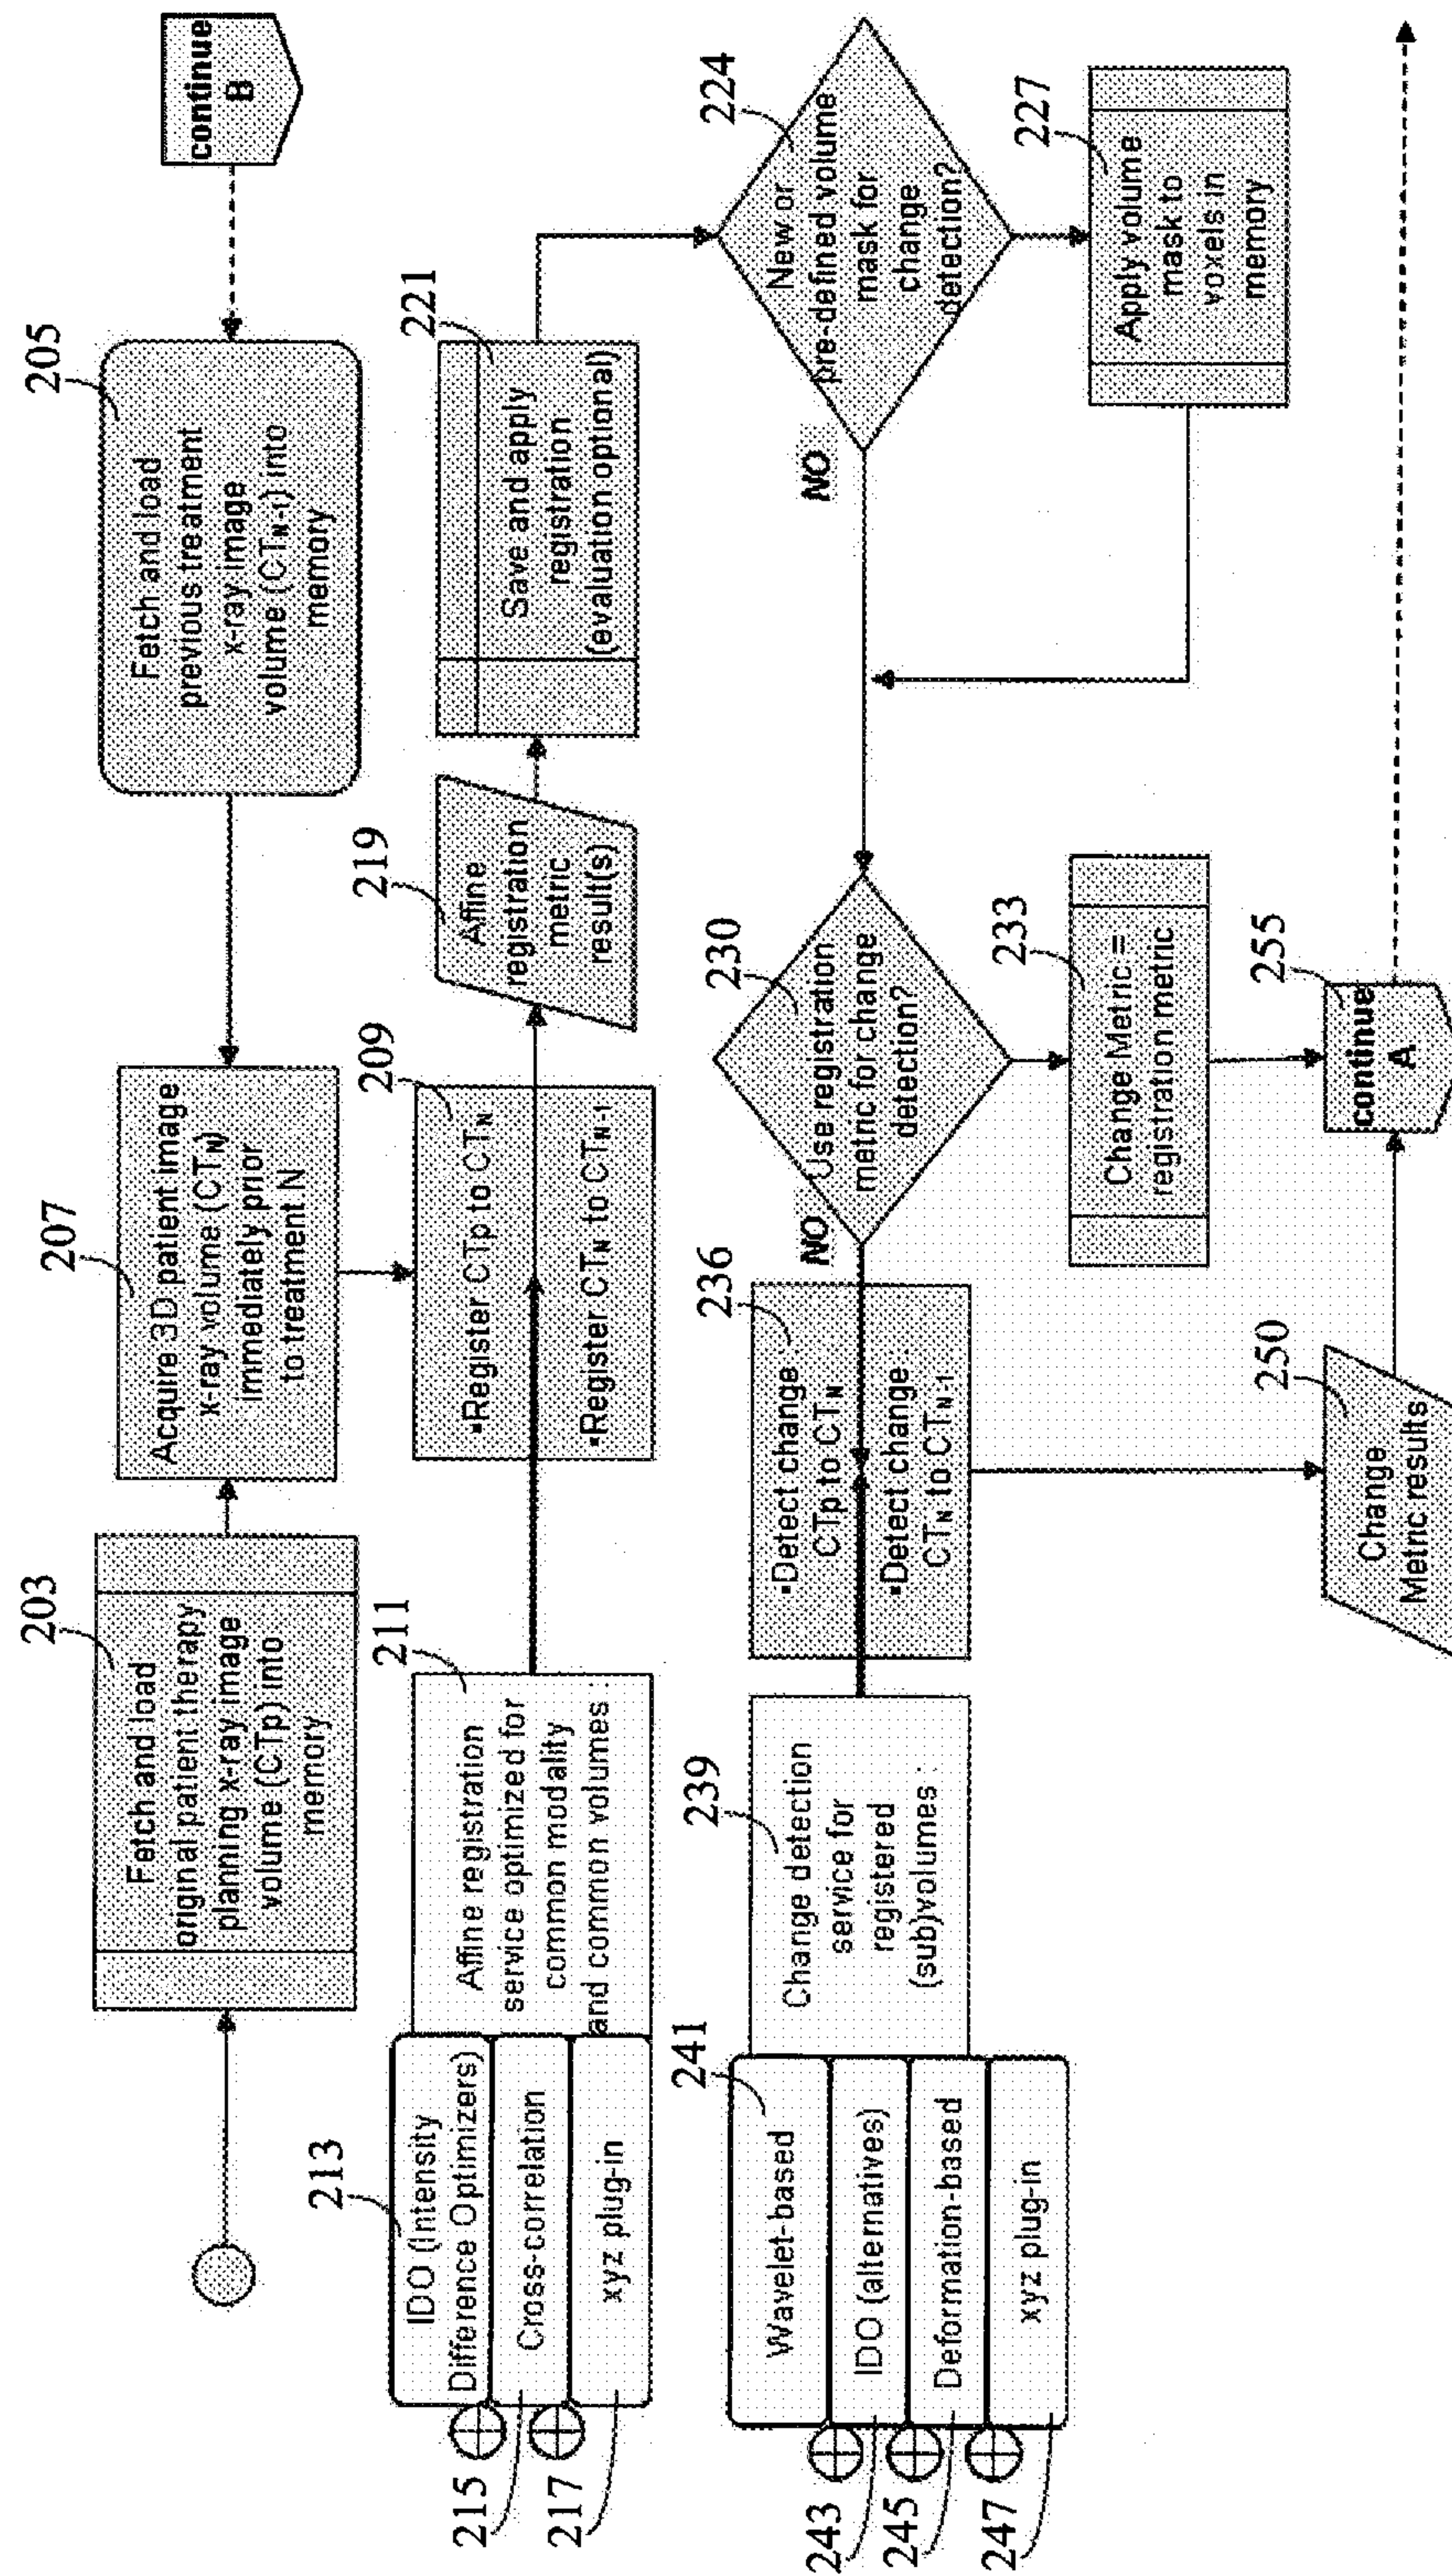 203
Fetch and load
original patient therapy
planning x-ray image
volume (CTp) into
memory
207
Acquire 3D patient image
x-ray volume (CTN)
immediately prior
to treatment N
205
Fetch and load
previous treatment
x-ray image
volume (CTN-1) into
memory
continue
B
213
IDO (Intensity
Difference Optimizers)
215
Cross-correlation
217
xyz plug-in
211
Affine registration
service optimized for
common modality
and common volumes :
209
▪Register CTp to CTN
▪Register CTN to CTN-1
219
Affine
registration
metric
result(s)
221
Save and apply
registration
(evaluation optional)
224
New or
pre-defined volume
mask for
change
detection?
NO
227
Apply volume
mask to
voxels in
memory
241
Wavelet-based
243
IDO (alternatives)
245
Deformation-based
247
xyz plug-in
239
Change detection
service for
registered
(sub)volumes :
236
▪Detect change
CTp to CTN
▪Detect change
CTN to CTN-1
NO
230
Use registration
metric for change
detection?
233
Change Metric =
registration metric
250
Change
Metric results
255
continue
A